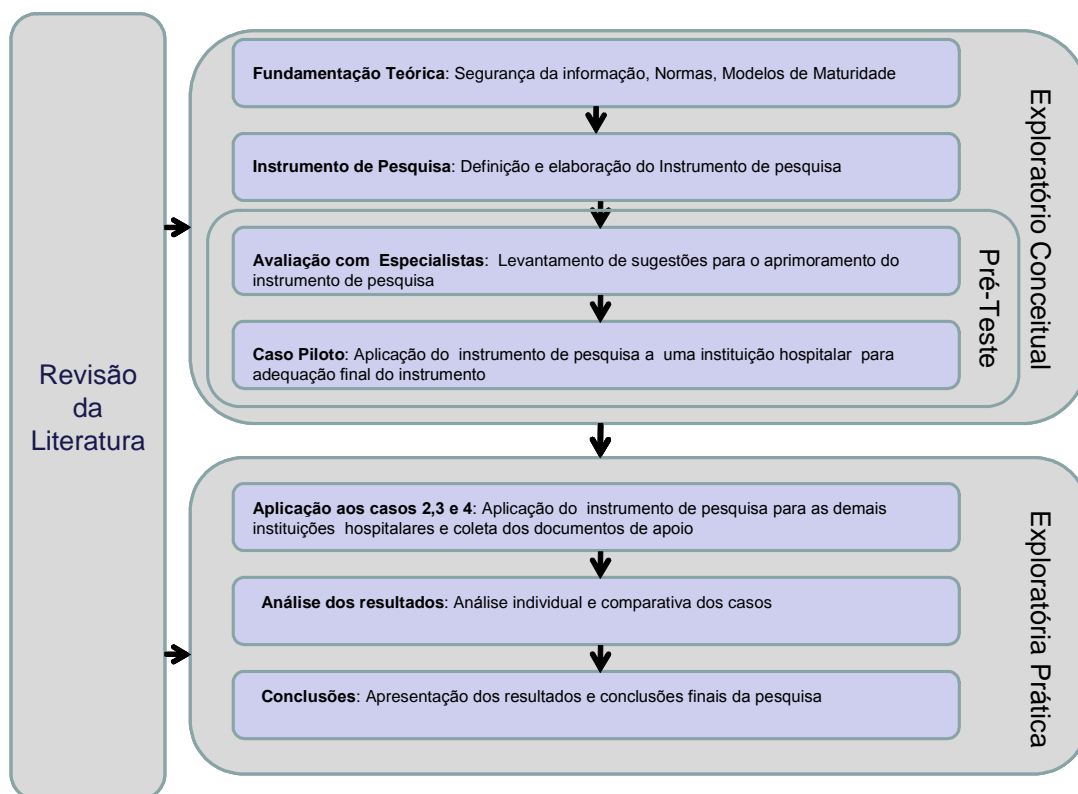 Revisão
da
Literatura
Fundamentação Teórica: Segurança da informação, Normas, Modelos de Maturidade
Instrumento de Pesquisa: Definição e elaboração do Instrumento de pesquisa
Avaliação com Especialistas: Levantamento de sugestões para o aprimoramento do
instrumento de pesquisa
Caso Piloto: Aplicação do instrumento de pesquisa a uma instituição hospitalar para
adequação final do instrumento
Pré-Teste
Exploratório Conceitual
Aplicação aos casos 2,3 e 4: Aplicação do instrumento de pesquisa para as demais
instituições hospitalares e coleta dos documentos de apoio
Análise dos resultados: Análise individual e comparativa dos casos
Conclusões: Apresentação dos resultados e conclusões finais da pesquisa
Exploratória Prática